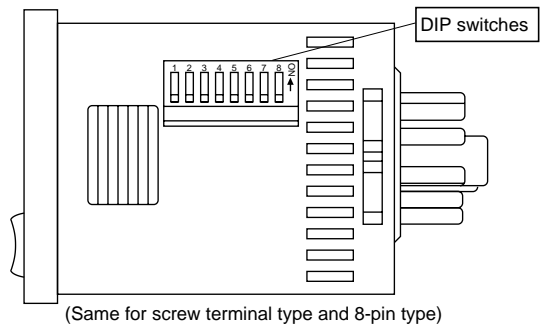 DIP switches
1 2 3 4 5 6 7 8
ON
(Same for screw terminal type and 8-pin type)